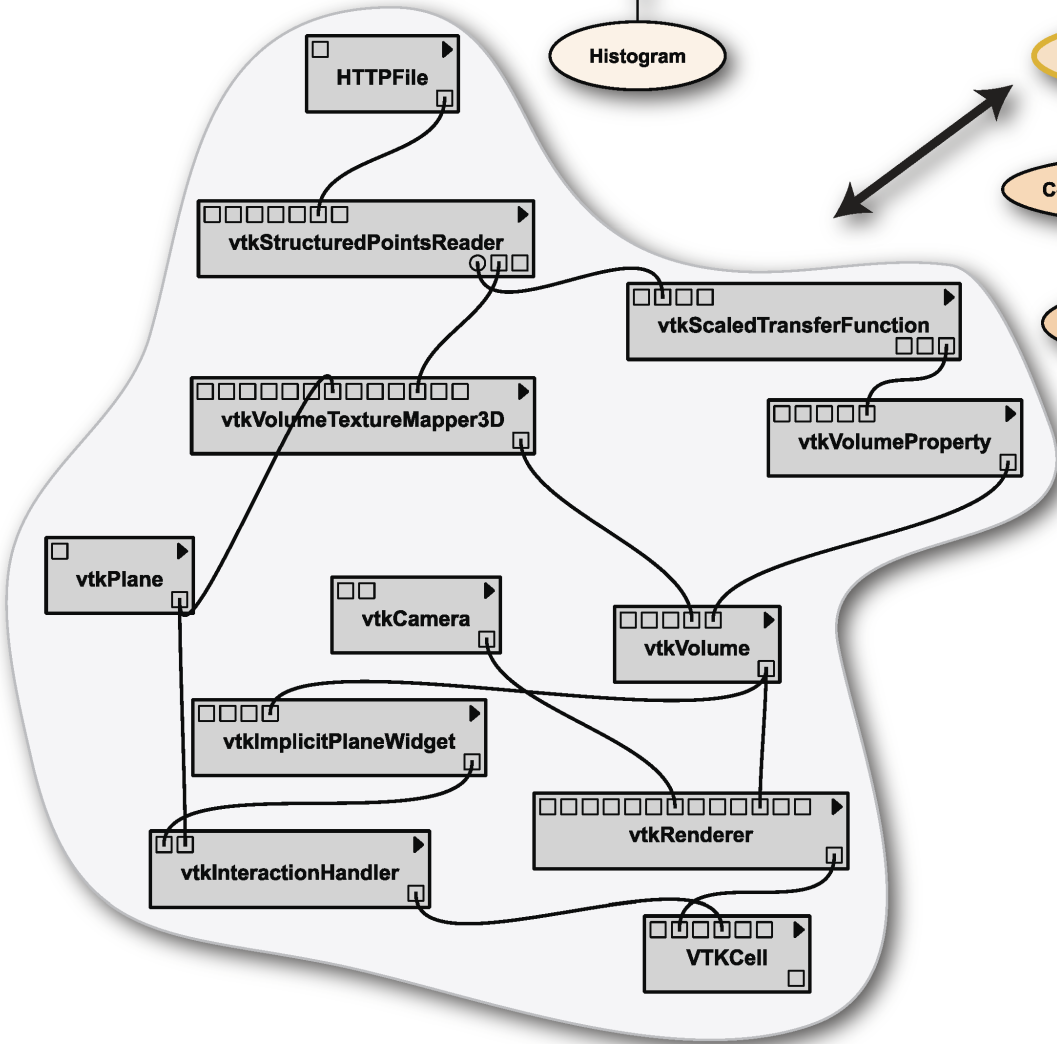 HTTPFile
Histogram
C
vtkStructuredPointsReader
vtkScaledTransferFunction
vtkVolumeTextureMapper3D
vtkVolumeProperty
vtkPlane
vtkCamera
vtkVolume
vtkImplicitPlaneWidget
vtkRenderer
vtkInteractionHandler
VTKCell